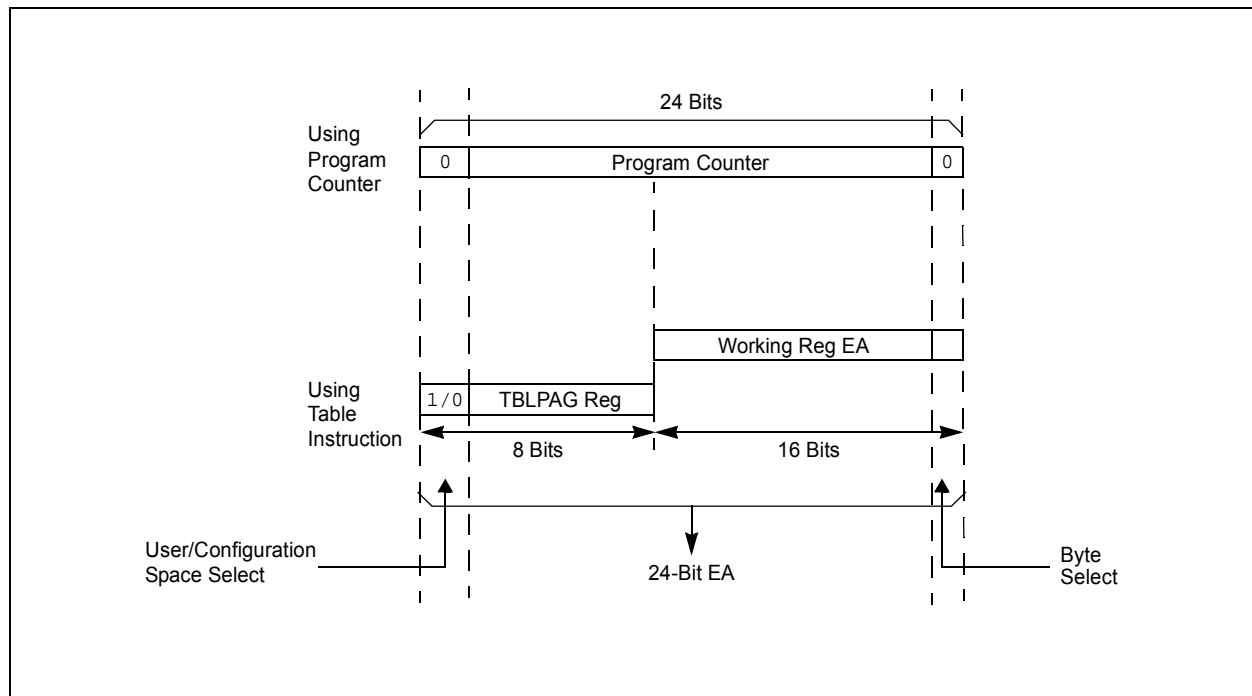 24 Bits
Using
Program
Counter
0
Program Counter
0
Working Reg EA
Using
Table
Instruction
1/0
TBLPAG Reg
8 Bits
16 Bits
User/Configuration
Space Select
24-Bit EA
Byte
Select